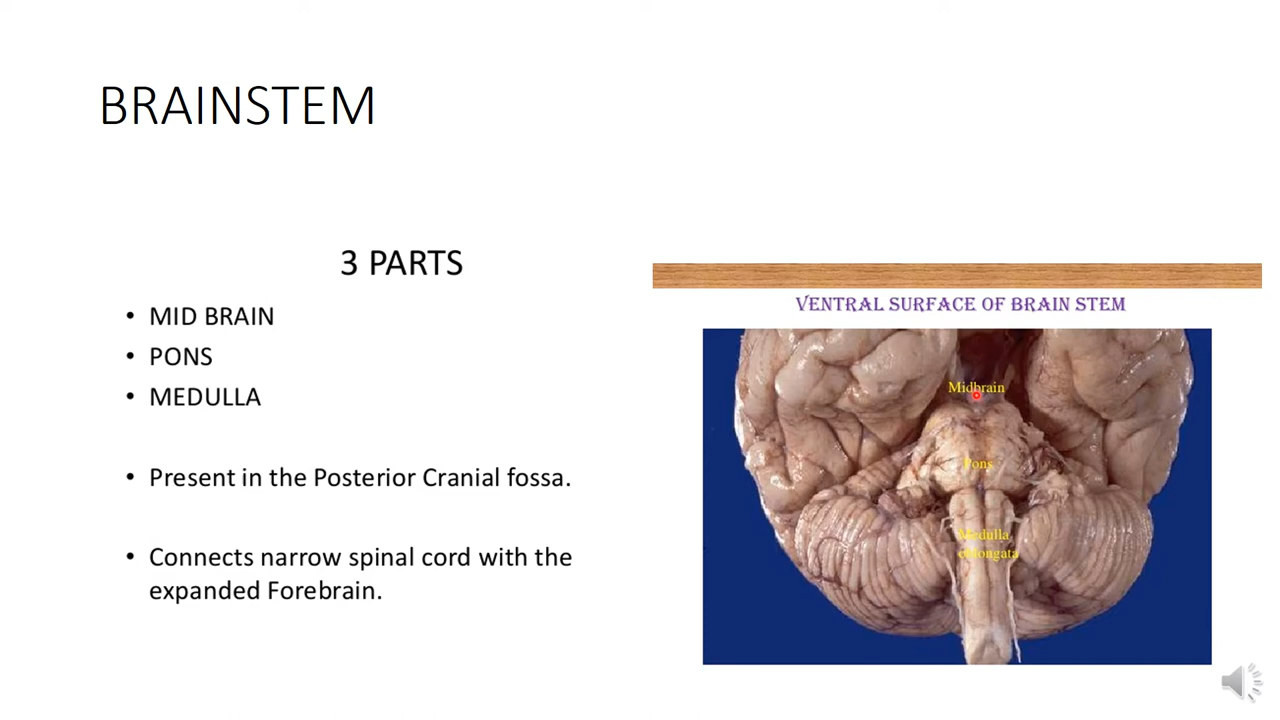 BRAINSTEM
3 PARTS
• MID BRAIN
• PONS
• MEDULLA
• Present in the Posterior Cranial fossa.
• Connects narrow spinal cord with the
expanded Forebrain.
VENTRAL SURFACE OF BRAIN STEM
Midbrain
Pons
Medulla
oblongata